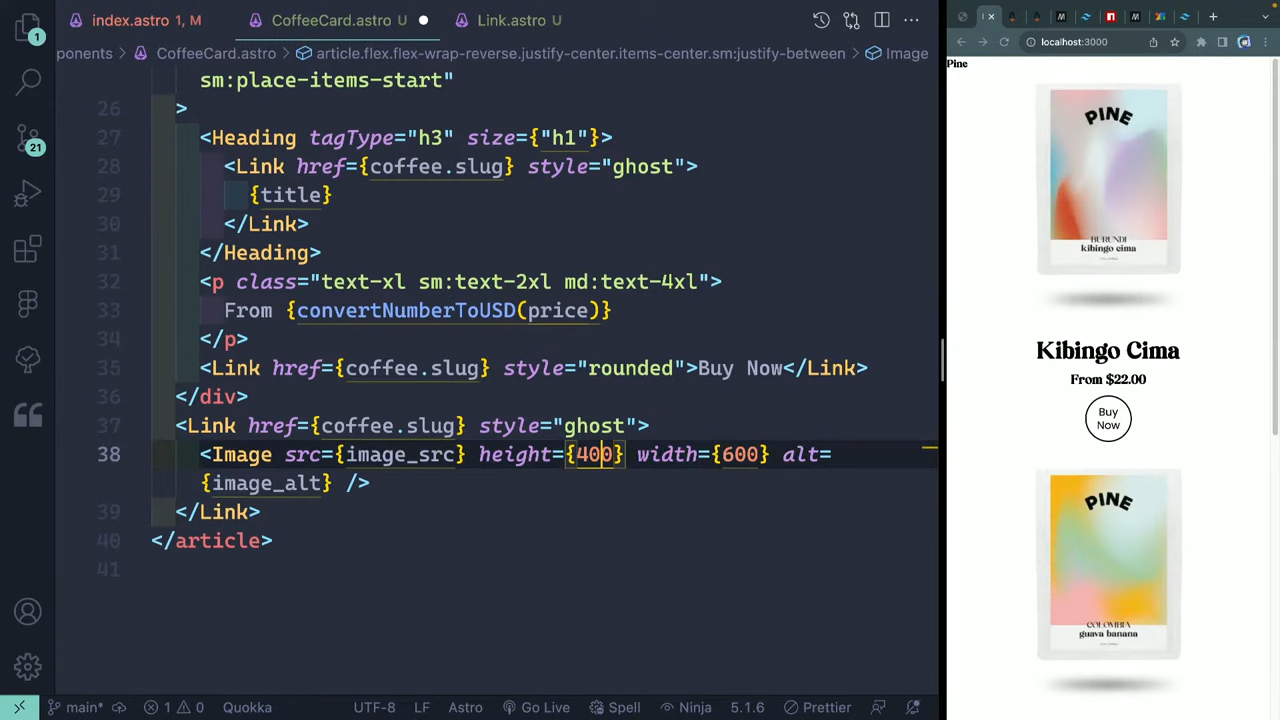 index.astro 1, M
CoffeeCard.astro U
Link.astro U
ponents > CoffeeCard.astro > article.flex.flex-wrap-reverse.justify-center.items-center.sm:justify-between > Image
sm:place-items-start"
26 >
27 <Heading tagType="h3" size={"h1"}>
28 <Link href={coffee.slug} style="ghost">
29 {title}
30 </Link>
31 </Heading>
32 <p class="text-xl sm:text-2xl md:text-4xl">
33 From {convertNumberToUSD(price)}
34 </p>
35 <Link href={coffee.slug} style="rounded">Buy Now</Link>
36 </div>
37 <Link href={coffee.slug} style="ghost">
38 <Image src={image_src} height={400} width={600} alt=
{image_alt} />
39 </Link>
40 </article>
41
1
21
main* 1 0 Quokka UTF-8 LF Astro Go Live Spell Ninja 5.1.6 Prettier
localhost:3000
Pine
PINE
BURUNDI
kibingo cima
Kibingo Cima
From $22.00
Buy
Now
PINE
COLOMBIA
guava banana